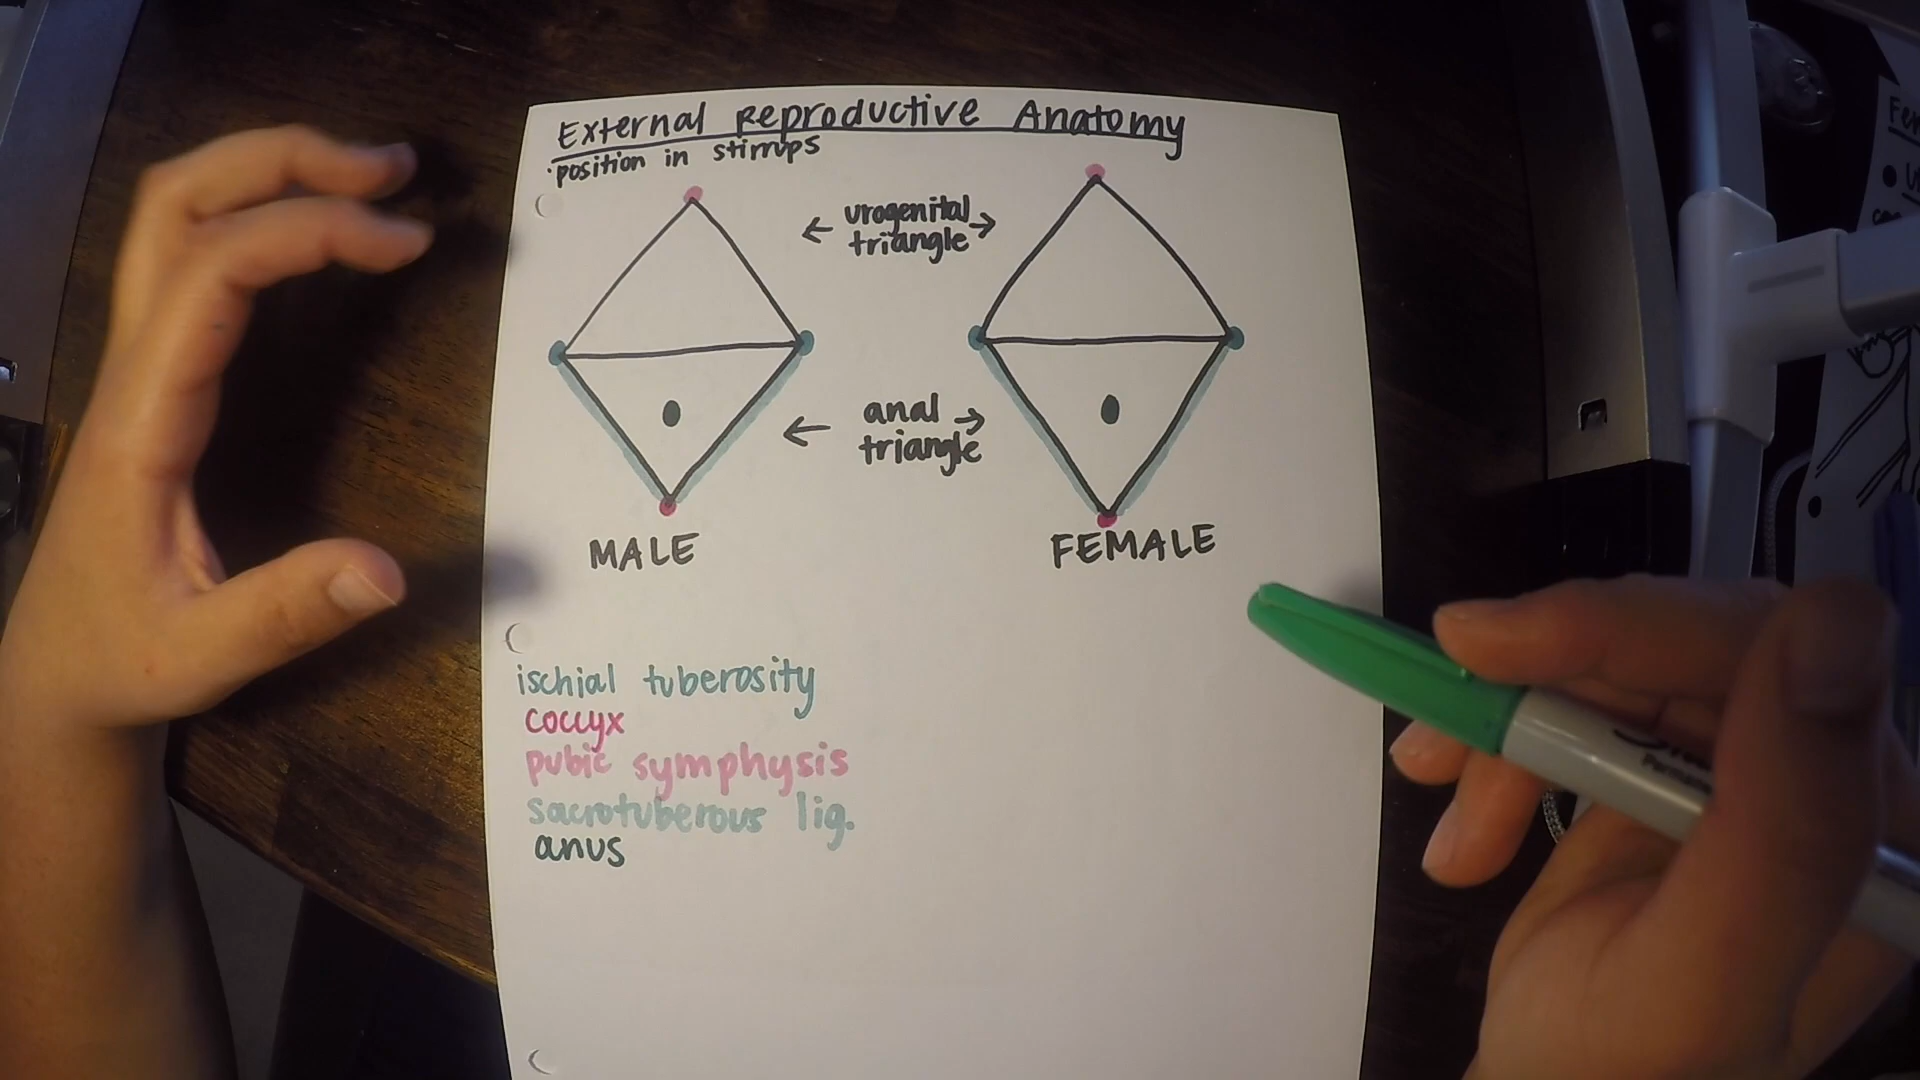 External Reproductive Anatomy
·position in stirrups
← urogenital →
triangle
← anal →
triangle
MALE
FEMALE
ischial tuberosity
coccyx
pubic symphysis
sacrotuberous lig.
anus